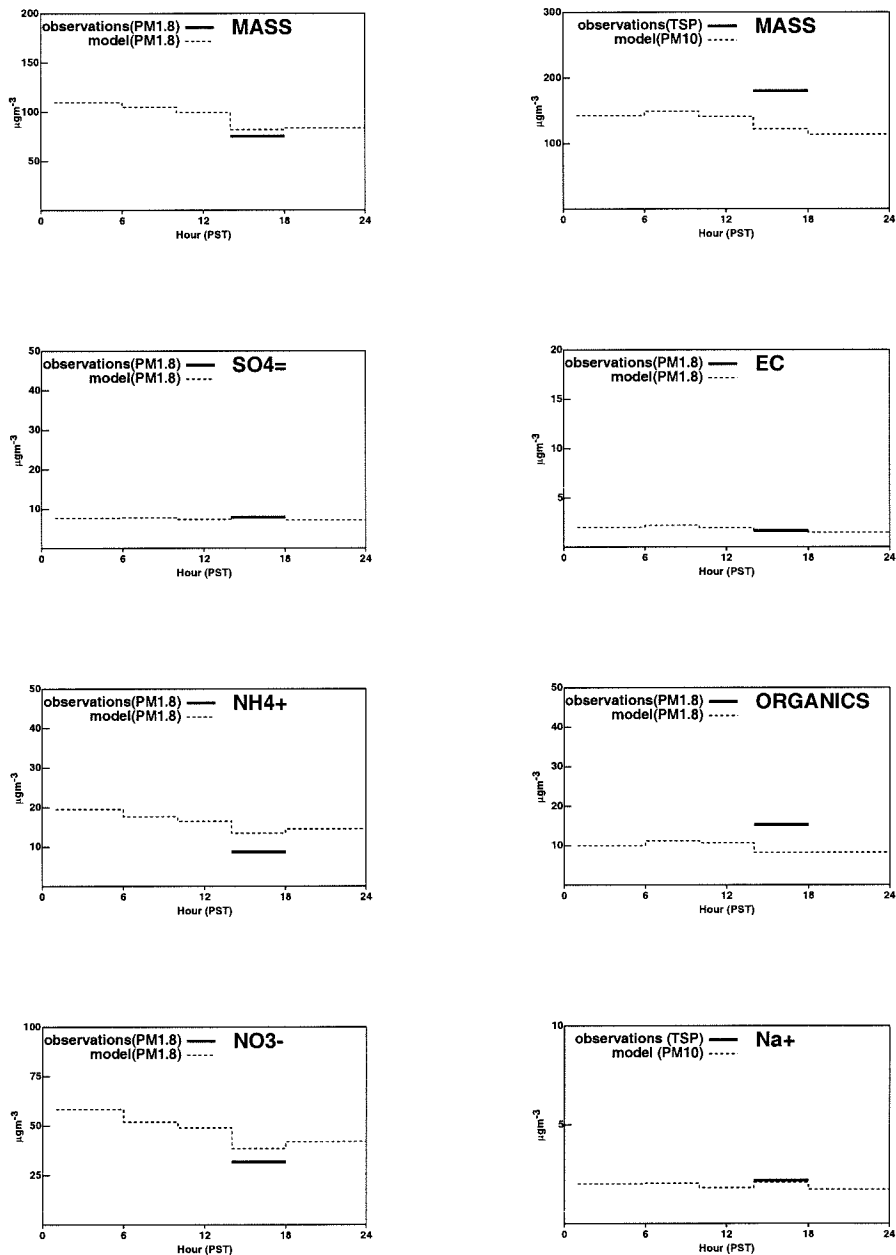 observations(PM1.8) MASS
model(PM1.8)
200
150
100
50
µgm-3
0 6 12 18 24
Hour (PST)
observations(TSP) MASS
model(PM10)
300
200
100
µgm-3
0 6 12 18 24
Hour (PST)
observations(PM1.8) SO4=
model(PM1.8)
50
40
30
20
10
µgm-3
0 6 12 18 24
Hour (PST)
observations(PM1.8) EC
model(PM1.8)
20
15
10
5
µgm-3
0 6 12 18 24
Hour (PST)
observations(PM1.8) NH4+
model(PM1.8)
50
40
30
20
10
µgm-3
0 6 12 18 24
Hour (PST)
observations(PM1.8) ORGANICS
model(PM1.8)
50
40
30
20
10
µgm-3
0 6 12 18 24
Hour (PST)
observations(PM1.8) NO3-
model(PM1.8)
100
75
50
25
µgm-3
0 6 12 18 24
Hour (PST)
observations (TSP) Na+
model (PM10)
10
5
µgm-3
0 6 12 18 24
Hour (PST)